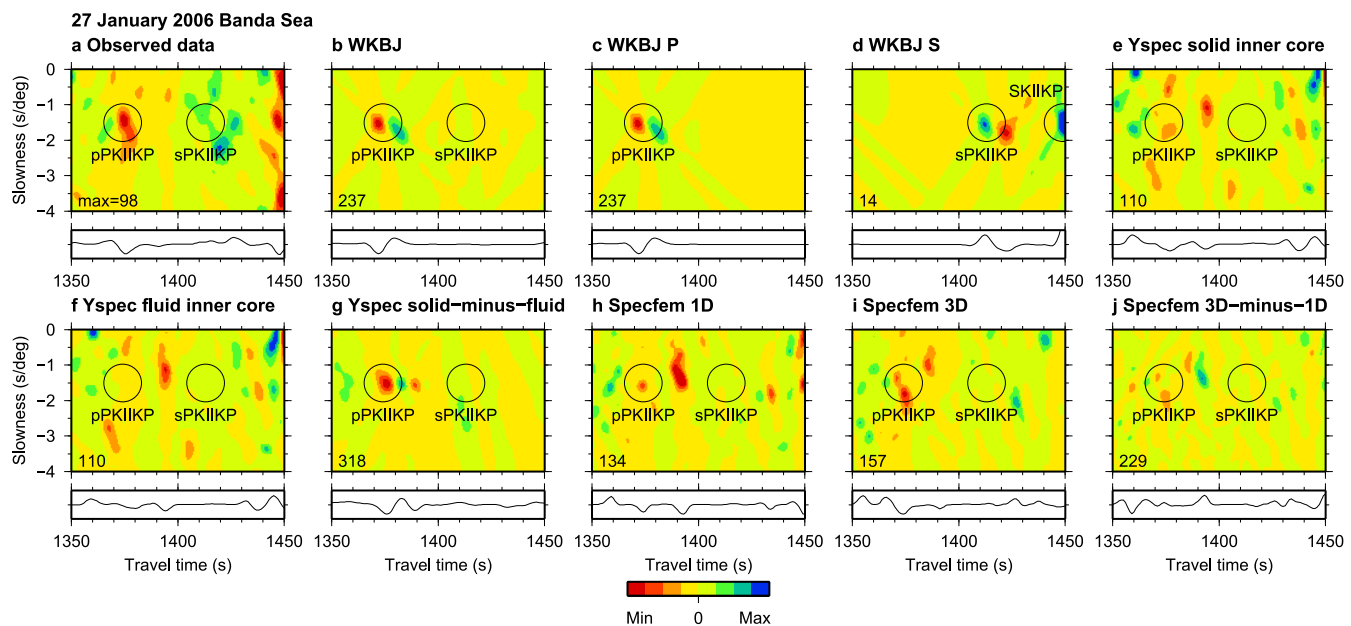 27 January 2006 Banda Sea
a Observed data
b WKBJ
c WKBJ P
d WKBJ S
e Yspec solid inner core
Slowness (s/deg)
0
−1
−2
−3
−4
pPKIIKP sPKIIKP
max=98
pPKIIKP sPKIIKP
237
pPKIIKP
237
SKIIKP
sPKIIKP
14
pPKIIKP sPKIIKP
110
1350 1400 1450
1350 1400 1450
1350 1400 1450
1350 1400 1450
1350 1400 1450
f Yspec fluid inner core
g Yspec solid−minus−fluid
h Specfem 1D
i Specfem 3D
j Specfem 3D−minus−1D
Slowness (s/deg)
0
−1
−2
−3
−4
pPKIIKP sPKIIKP
110
pPKIIKP sPKIIKP
318
pPKIIKP sPKIIKP
134
pPKIIKP sPKIIKP
157
pPKIIKP sPKIIKP
229
1350 1400 1450
1350 1400 1450
1350 1400 1450
1350 1400 1450
1350 1400 1450
Travel time (s)
Travel time (s)
Travel time (s)
Travel time (s)
Travel time (s)
Min 0 Max